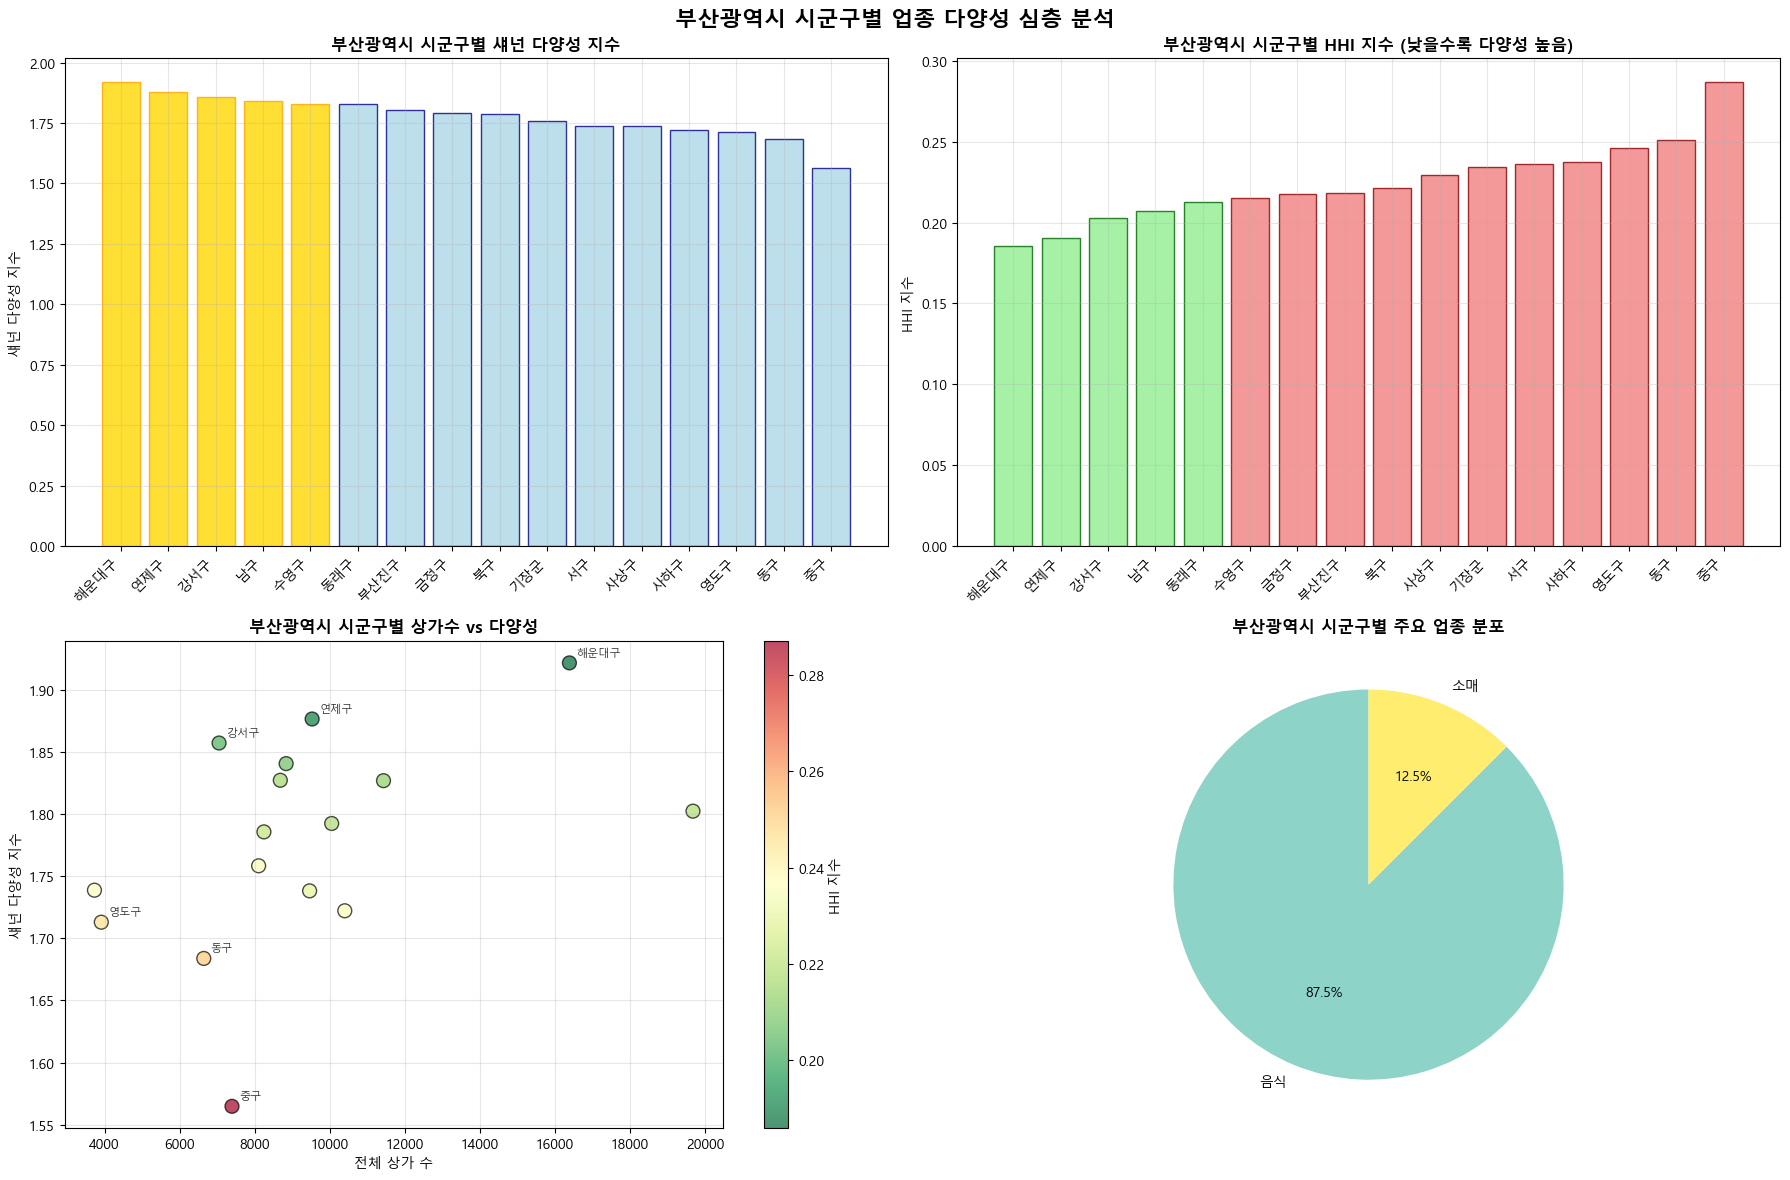 부산광역시 시군구별 업종 다양성 심층 분석
부산광역시 시군구별 섀넌 다양성 지수
섀넌 다양성 지수
2.00
1.75
1.50
1.25
1.00
0.75
0.50
0.25
0.00
해운대구
연제구
강서구
남구
수영구
동래구
부산진구
금정구
북구
기장군
서구
사상구
사하구
영도구
동구
중구
부산광역시 시군구별 HHI 지수 (낮을수록 다양성 높음)
HHI 지수
0.30
0.25
0.20
0.15
0.10
0.05
0.00
해운대구
연제구
강서구
남구
동래구
수영구
금정구
부산진구
북구
사상구
기장군
서구
사하구
영도구
동구
중구
부산광역시 시군구별 상가수 vs 다양성
섀넌 다양성 지수
1.90
1.85
1.80
1.75
1.70
1.65
1.60
1.55
해운대구
연제구
강서구
영도구
동구
중구
4000
6000
8000
10000
12000
14000
16000
18000
20000
전체 상가 수
0.28
0.26
0.24
0.22
0.20
HHI 지수
부산광역시 시군구별 주요 업종 분포
소매
12.5%
87.5%
음식